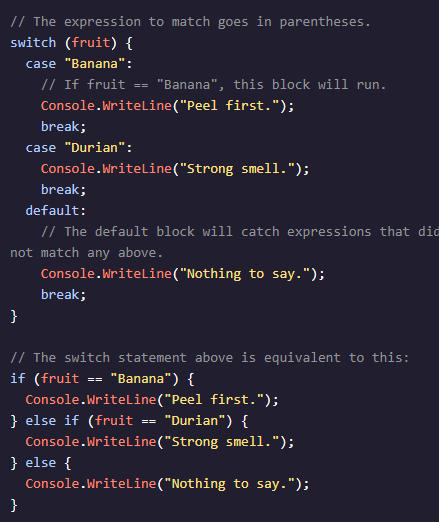 // The expression to match goes in parentheses.
switch (fruit) {
  case "Banana":
    // If fruit == "Banana", this block will run.
    Console.WriteLine("Peel first.");
    break;
  case "Durian":
    Console.WriteLine("Strong smell.");
    break;
  default:
    // The default block will catch expressions that did
not match any above.
    Console.WriteLine("Nothing to say.");
    break;
}

// The switch statement above is equivalent to this:
if (fruit == "Banana") {
  Console.WriteLine("Peel first.");
} else if (fruit == "Durian") {
  Console.WriteLine("Strong smell.");
} else {
  Console.WriteLine("Nothing to say.");
}